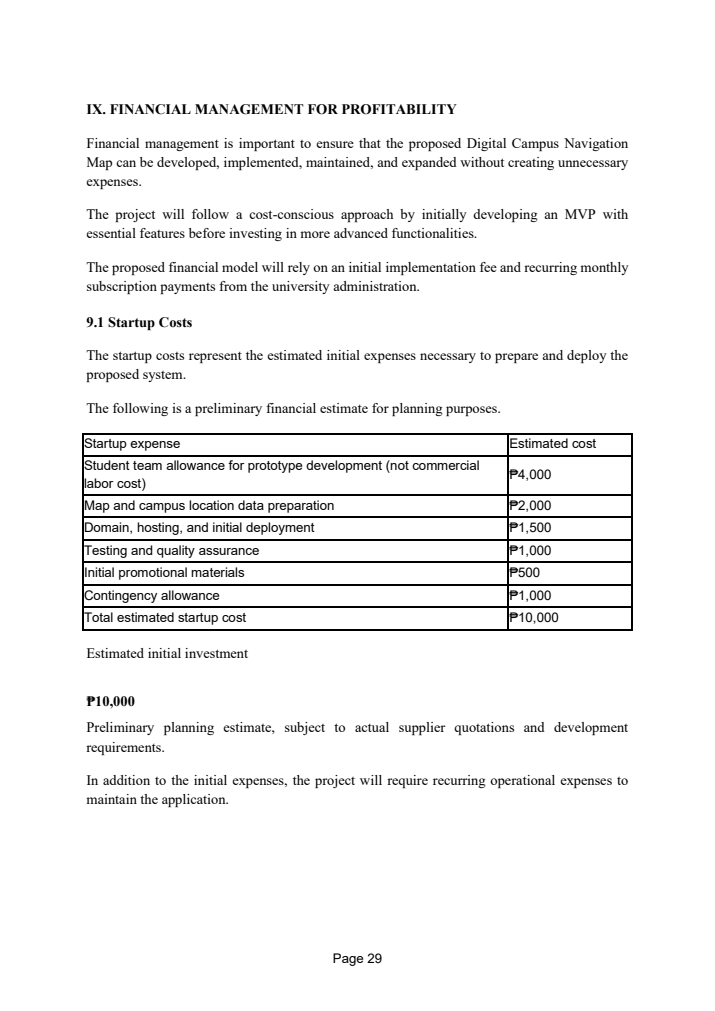 IX. FINANCIAL MANAGEMENT FOR PROFITABILITY
Financial management is important to ensure that the proposed Digital Campus Navigation
Map can be developed, implemented, maintained, and expanded without creating unnecessary
expenses.
The project will follow a cost-conscious approach by initially developing an MVP with
essential features before investing in more advanced functionalities.
The proposed financial model will rely on an initial implementation fee and recurring monthly
subscription payments from the university administration.
9.1 Startup Costs
The startup costs represent the estimated initial expenses necessary to prepare and deploy the
proposed system.
The following is a preliminary financial estimate for planning purposes.
Startup expense Estimated cost
Student team allowance for prototype development (not commercial
labor cost) ₱4,000
Map and campus location data preparation ₱2,000
Domain, hosting, and initial deployment ₱1,500
Testing and quality assurance ₱1,000
Initial promotional materials ₱500
Contingency allowance ₱1,000
Total estimated startup cost ₱10,000
Estimated initial investment
₱10,000
Preliminary planning estimate, subject to actual supplier quotations and development
requirements.
In addition to the initial expenses, the project will require recurring operational expenses to
maintain the application.
Page 29